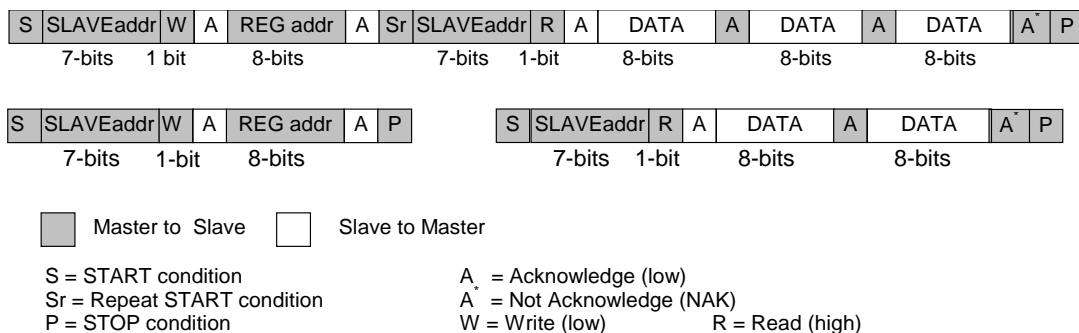 S SLAVEaddr W A REG addr A Sr SLAVEaddr R A DATA A DATA A DATA A* P
7-bits 1 bit 8-bits 7-bits 1-bit 8-bits 8-bits 8-bits
S SLAVEaddr W A REG addr A P S SLAVEaddr R A DATA A DATA A* P
7-bits 1-bit 8-bits 7-bits 1-bit 8-bits 8-bits
Master to Slave Slave to Master
S = START condition A = Acknowledge (low)
Sr = Repeat START condition A* = Not Acknowledge (NAK)
P = STOP condition W = Write (low) R = Read (high)